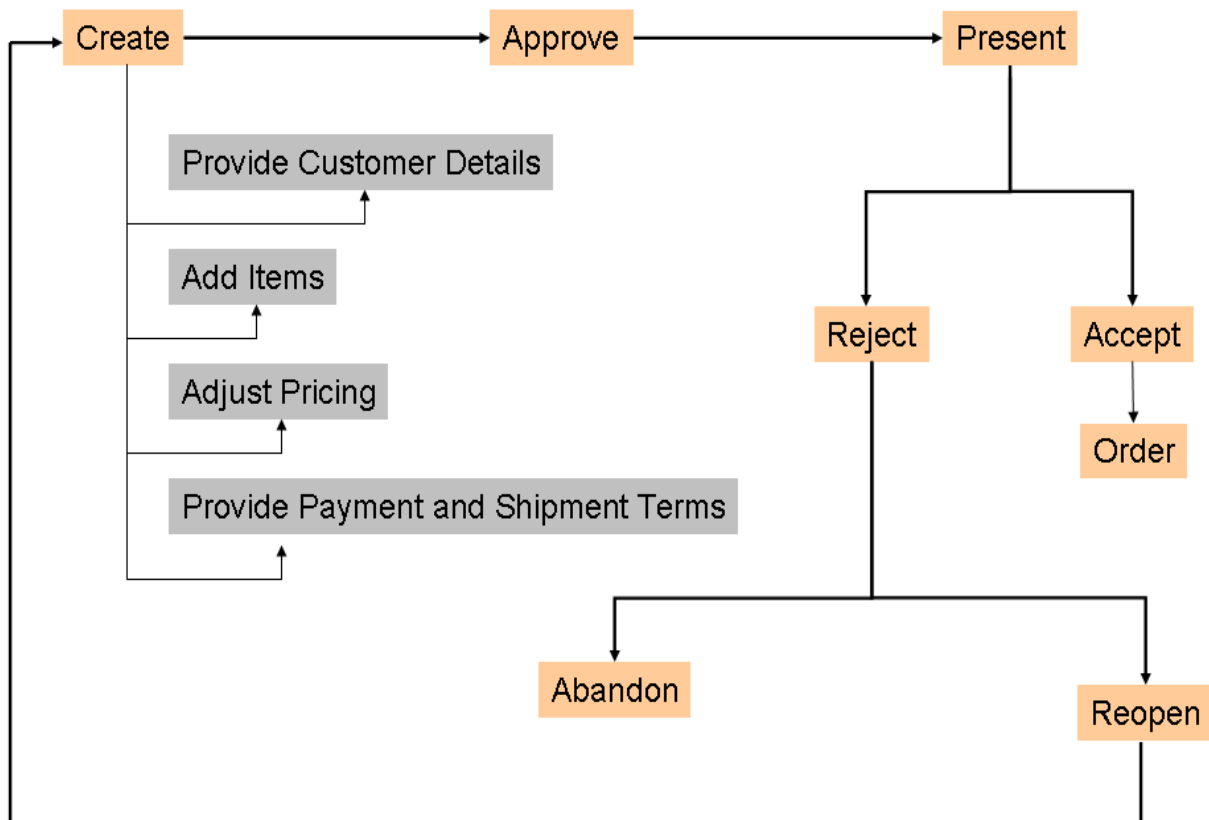 Create
Approve
Present
Provide Customer Details
Add Items
Reject
Accept
Adjust Pricing
Order
Provide Payment and Shipment Terms
Abandon
Reopen